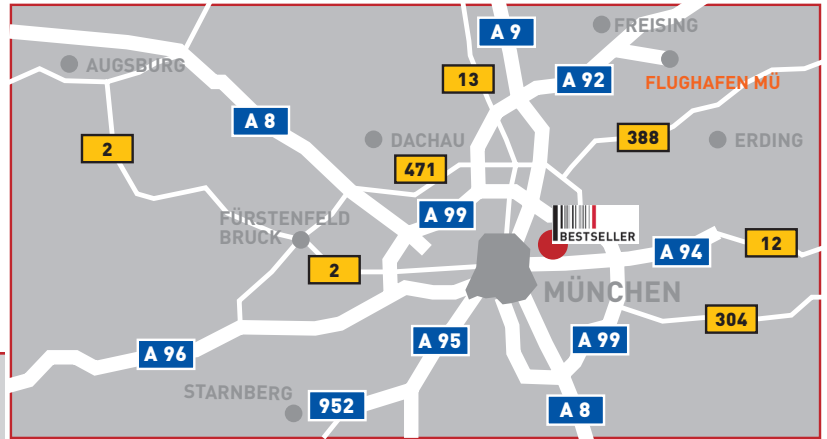 A 9
FREISING
AUGSBURG
13
A 92
FLUGHAFEN MÜ
A 8
2
DACHAU
388
ERDING
471
A 99
FÜRSTENFELD
BRUCK
BESTSELLER
2
A 94
12
MÜNCHEN
304
A 96
A 95
A 99
STARNBERG
952
A 8